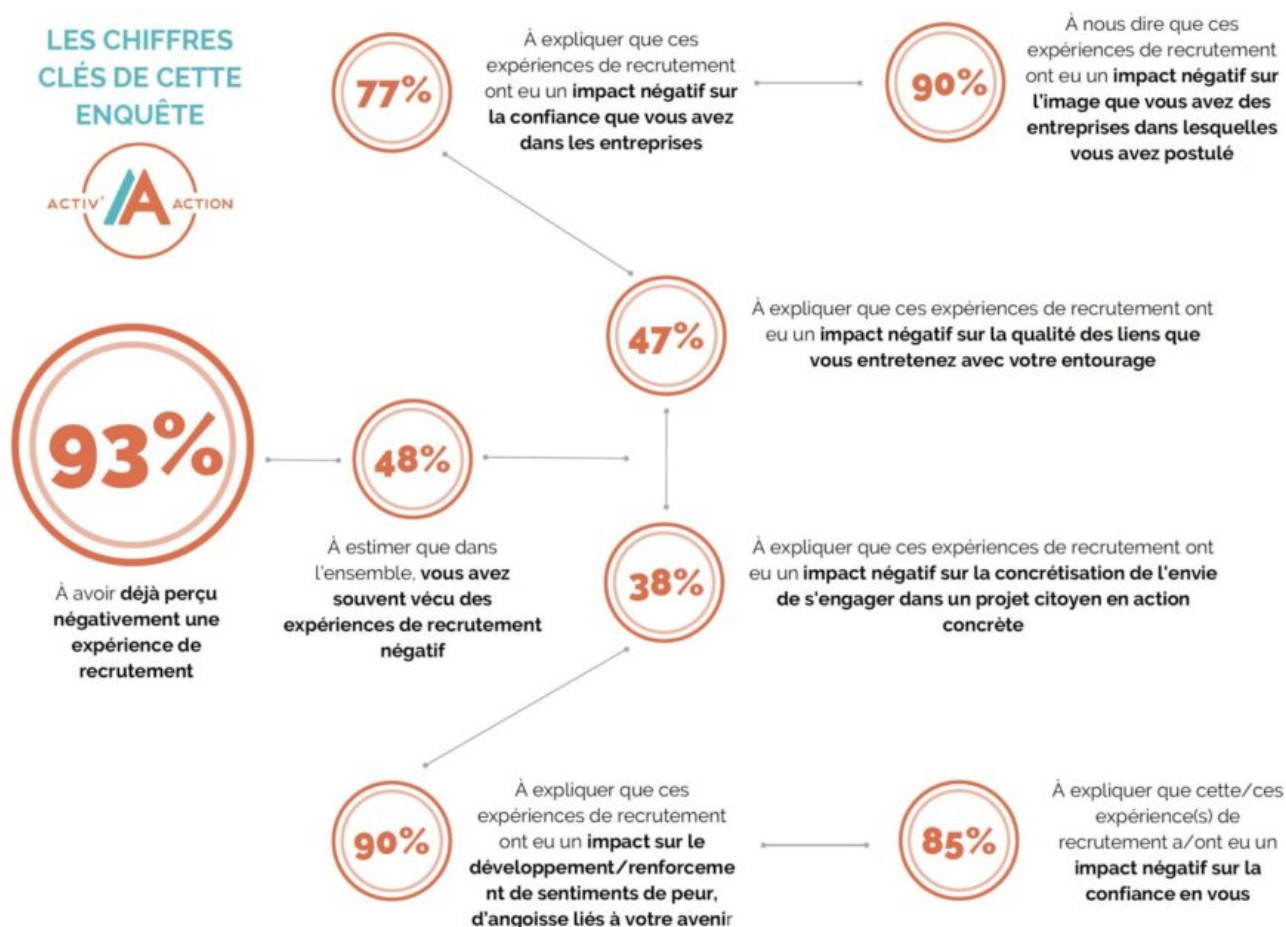 LES CHIFFRES
CLÉS DE CETTE
ENQUÊTE
ACTIV' A ACTION
77%
À expliquer que ces
expériences de recrutement
ont eu un impact négatif sur
la confiance que vous avez
dans les entreprises
90%
À nous dire que ces
expériences de recrutement
ont eu un impact négatif sur
l'image que vous avez des
entreprises dans lesquelles
vous avez postulé
47%
À expliquer que ces expériences de recrutement ont
eu un impact négatif sur la qualité des liens que
vous entretenez avec votre entourage
93%
À avoir déjà perçu
négativement une
expérience de
recrutement
48%
À estimer que dans
l'ensemble, vous avez
souvent vécu des
expériences de recrutement
négatif
38%
À expliquer que ces expériences de recrutement ont
eu un impact négatif sur la concrétisation de l'envie
de s'engager dans un projet citoyen en action
concrète
90%
À expliquer que ces
expériences de recrutement
ont eu un impact sur le
développement/renforceme
nt de sentiments de peur,
d'angoisse liés à votre avenir
85%
À expliquer que cette/ces
expérience(s) de
recrutement a/ont eu un
impact négatif sur la
confiance en vous